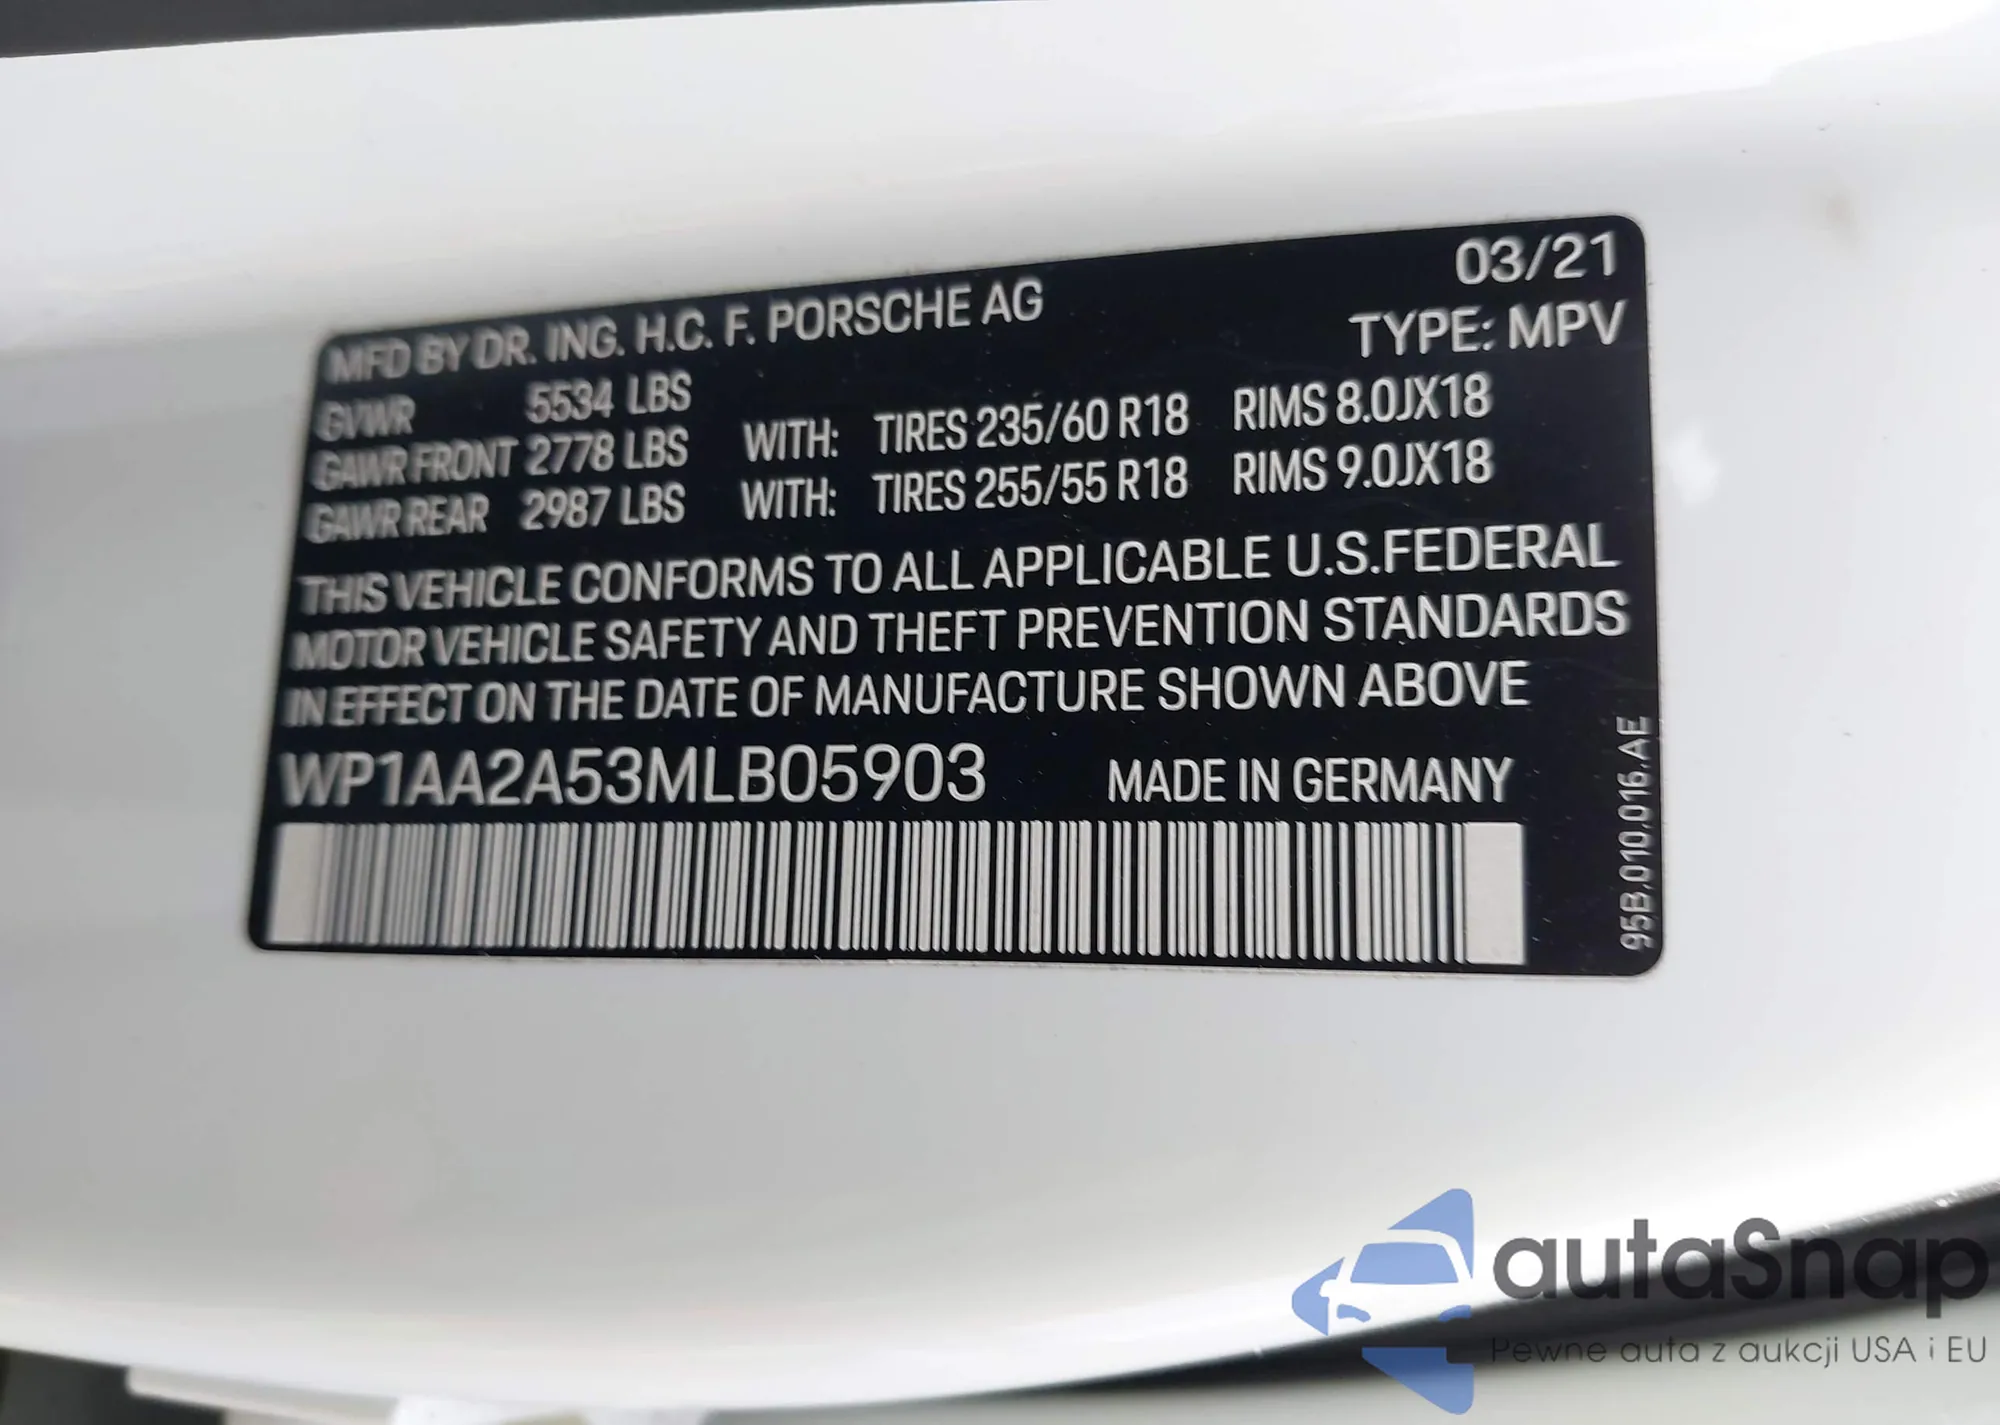 03/21
MFD BY DR. ING. H.C. F. PORSCHE AG TYPE: MPV
GVWR 5534 LBS
GAWR FRONT 2778 LBS WITH: TIRES 235/60 R18 RIMS 8.0JX18
GAWR REAR 2987 LBS WITH: TIRES 255/55 R18 RIMS 9.0JX18
THIS VEHICLE CONFORMS TO ALL APPLICABLE U.S.FEDERAL
MOTOR VEHICLE SAFETY AND THEFT PREVENTION STANDARDS
IN EFFECT ON THE DATE OF MANUFACTURE SHOWN ABOVE
WP1AA2A53MLB05903 MADE IN GERMANY
95B.010.016.AE
autaSnap
Pewne auta z aukcji USA i EU